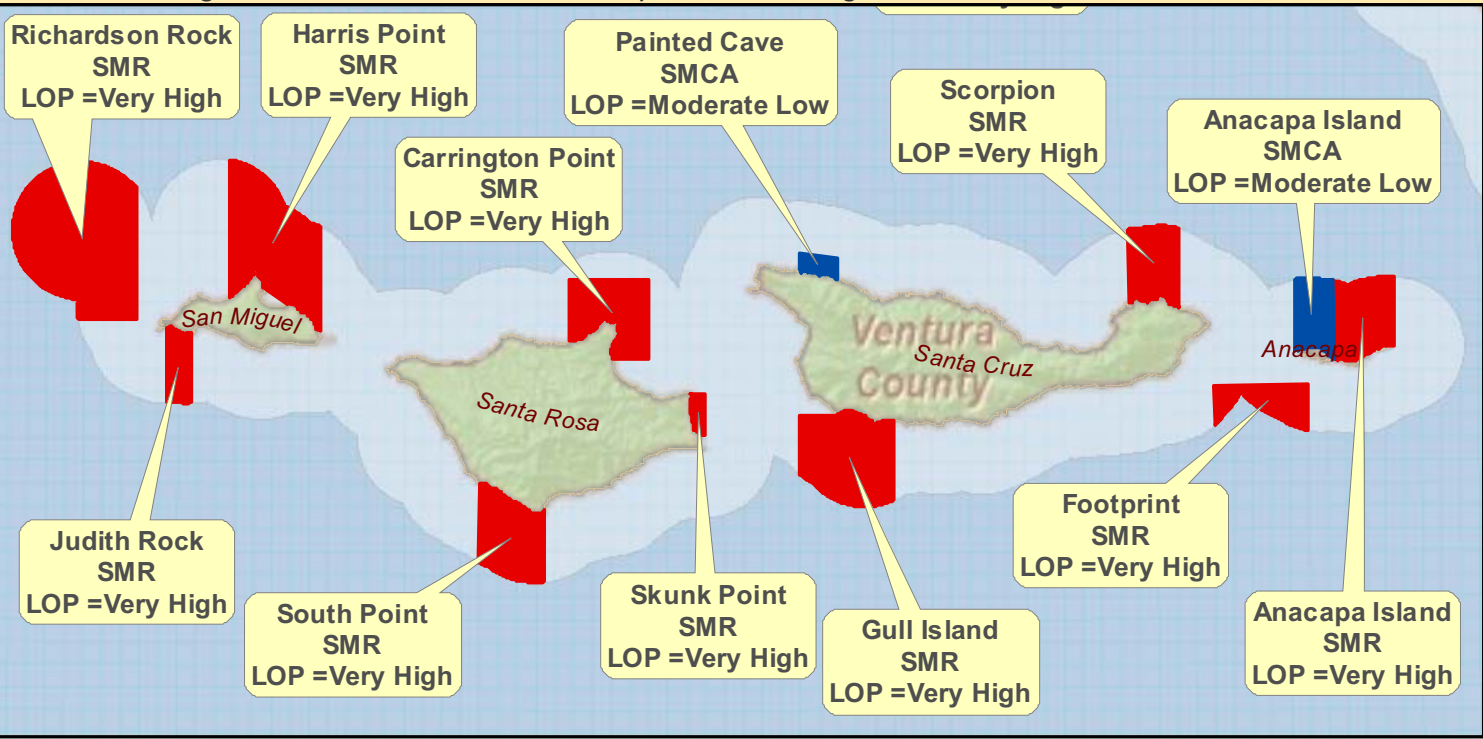 Richardson Rock
SMR
LOP =Very High
Harris Point
SMR
LOP =Very High
Painted Cave
SMCA
LOP =Moderate Low
Scorpion
SMR
LOP =Very High
Anacapa Island
SMCA
LOP =Moderate Low
Carrington Point
SMR
LOP =Very High
San Miguel
Santa Rosa
Ventura
County
Santa Cruz
Anacapa
Judith Rock
SMR
LOP =Very High
South Point
SMR
LOP =Very High
Skunk Point
SMR
LOP =Very High
Gull Island
SMR
LOP =Very High
Footprint
SMR
LOP =Very High
Anacapa Island
SMR
LOP =Very High